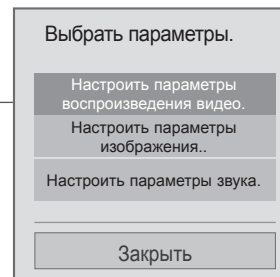 Выбрать параметры.
Настроить параметры
воспроизведения видео.
Настроить параметры
изображения..
Настроить параметры звука.
Закрыть